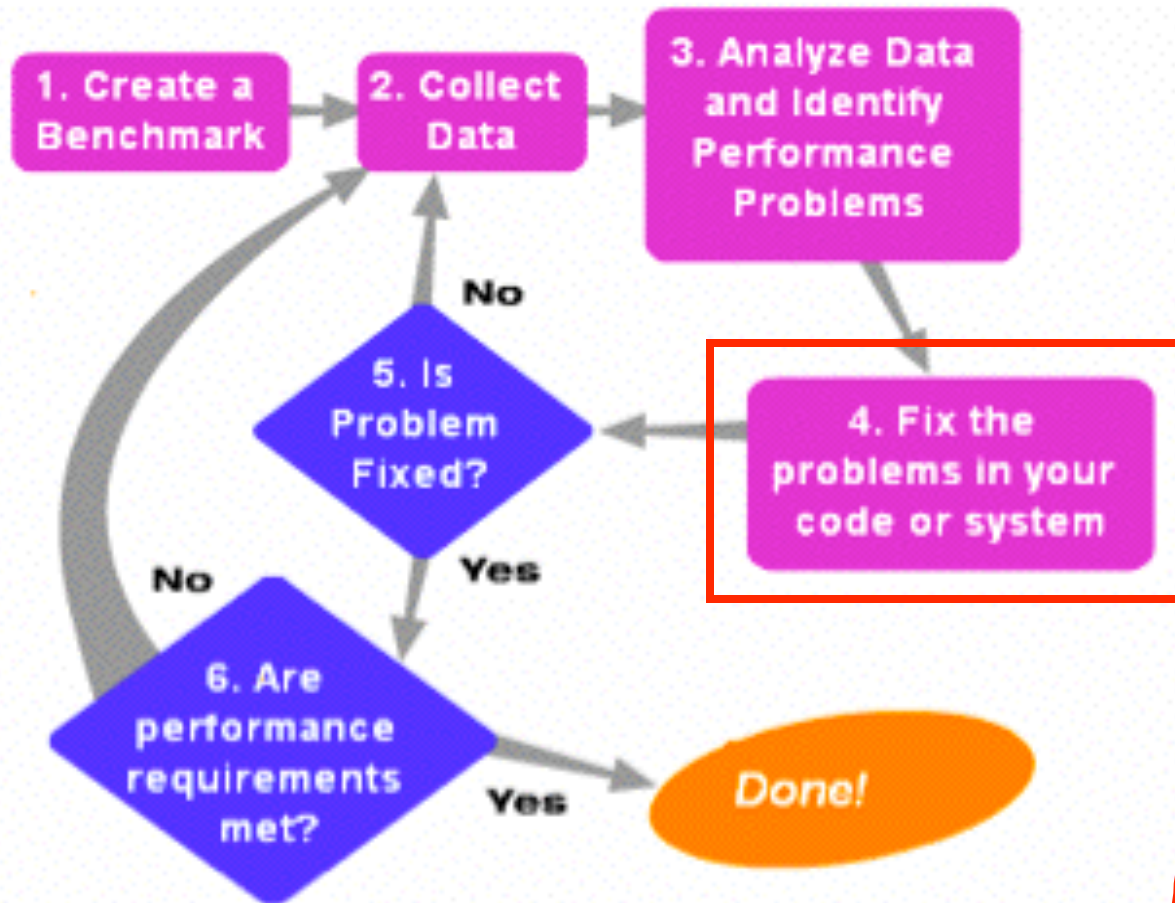 1. Create a
Benchmark
2. Collect
Data
3. Analyze Data
and Identify
Performance
Problems
No
4. Fix the
problems in your
code or system
5. Is
Problem
Fixed?
Yes
No
6. Are
performance
requirements
met?
Yes
Done!